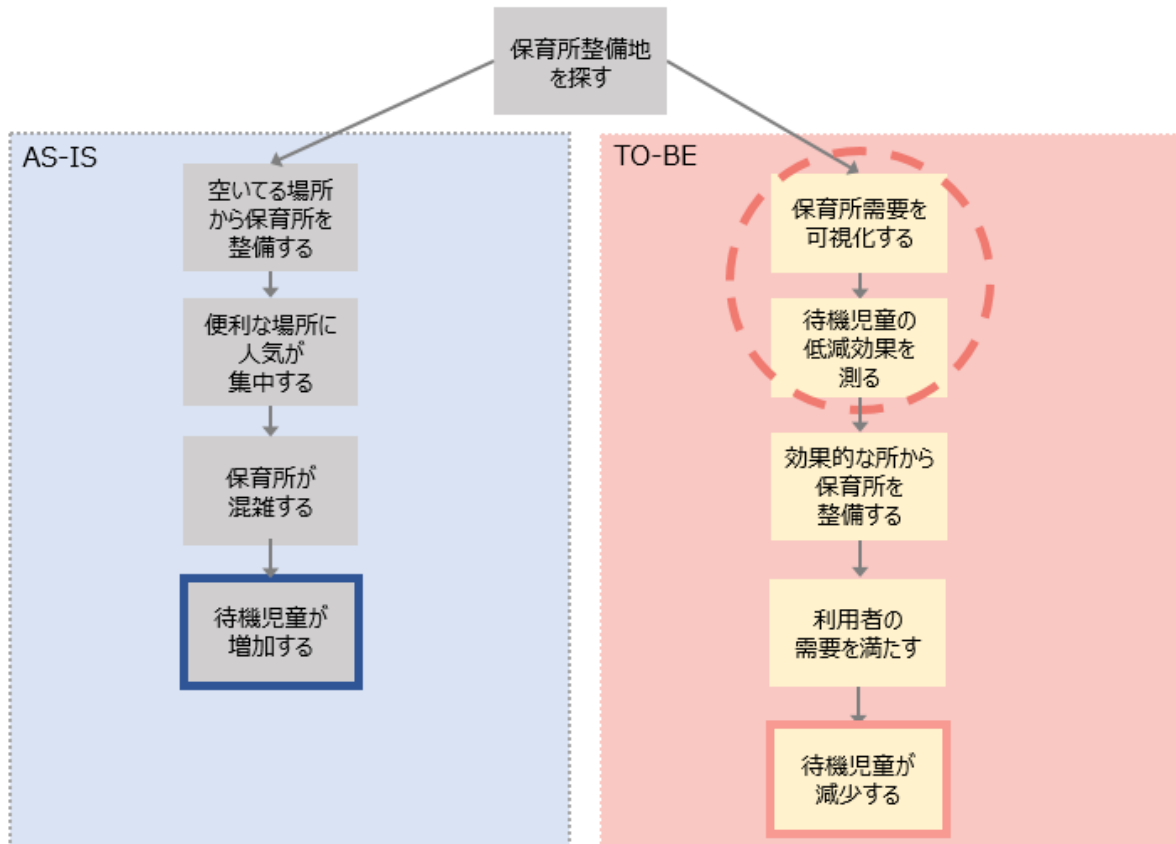 保育所整備地
を探す
AS-IS
空いてる場所
から保育所を
整備する
便利な場所に
人気が
集中する
保育所が
混雑する
待機児童が
増加する
TO-BE
保育所需要を
可視化する
待機児童の
低減効果を
測る
効果的な所から
保育所を
整備する
利用者の
需要を満たす
待機児童が
減少する